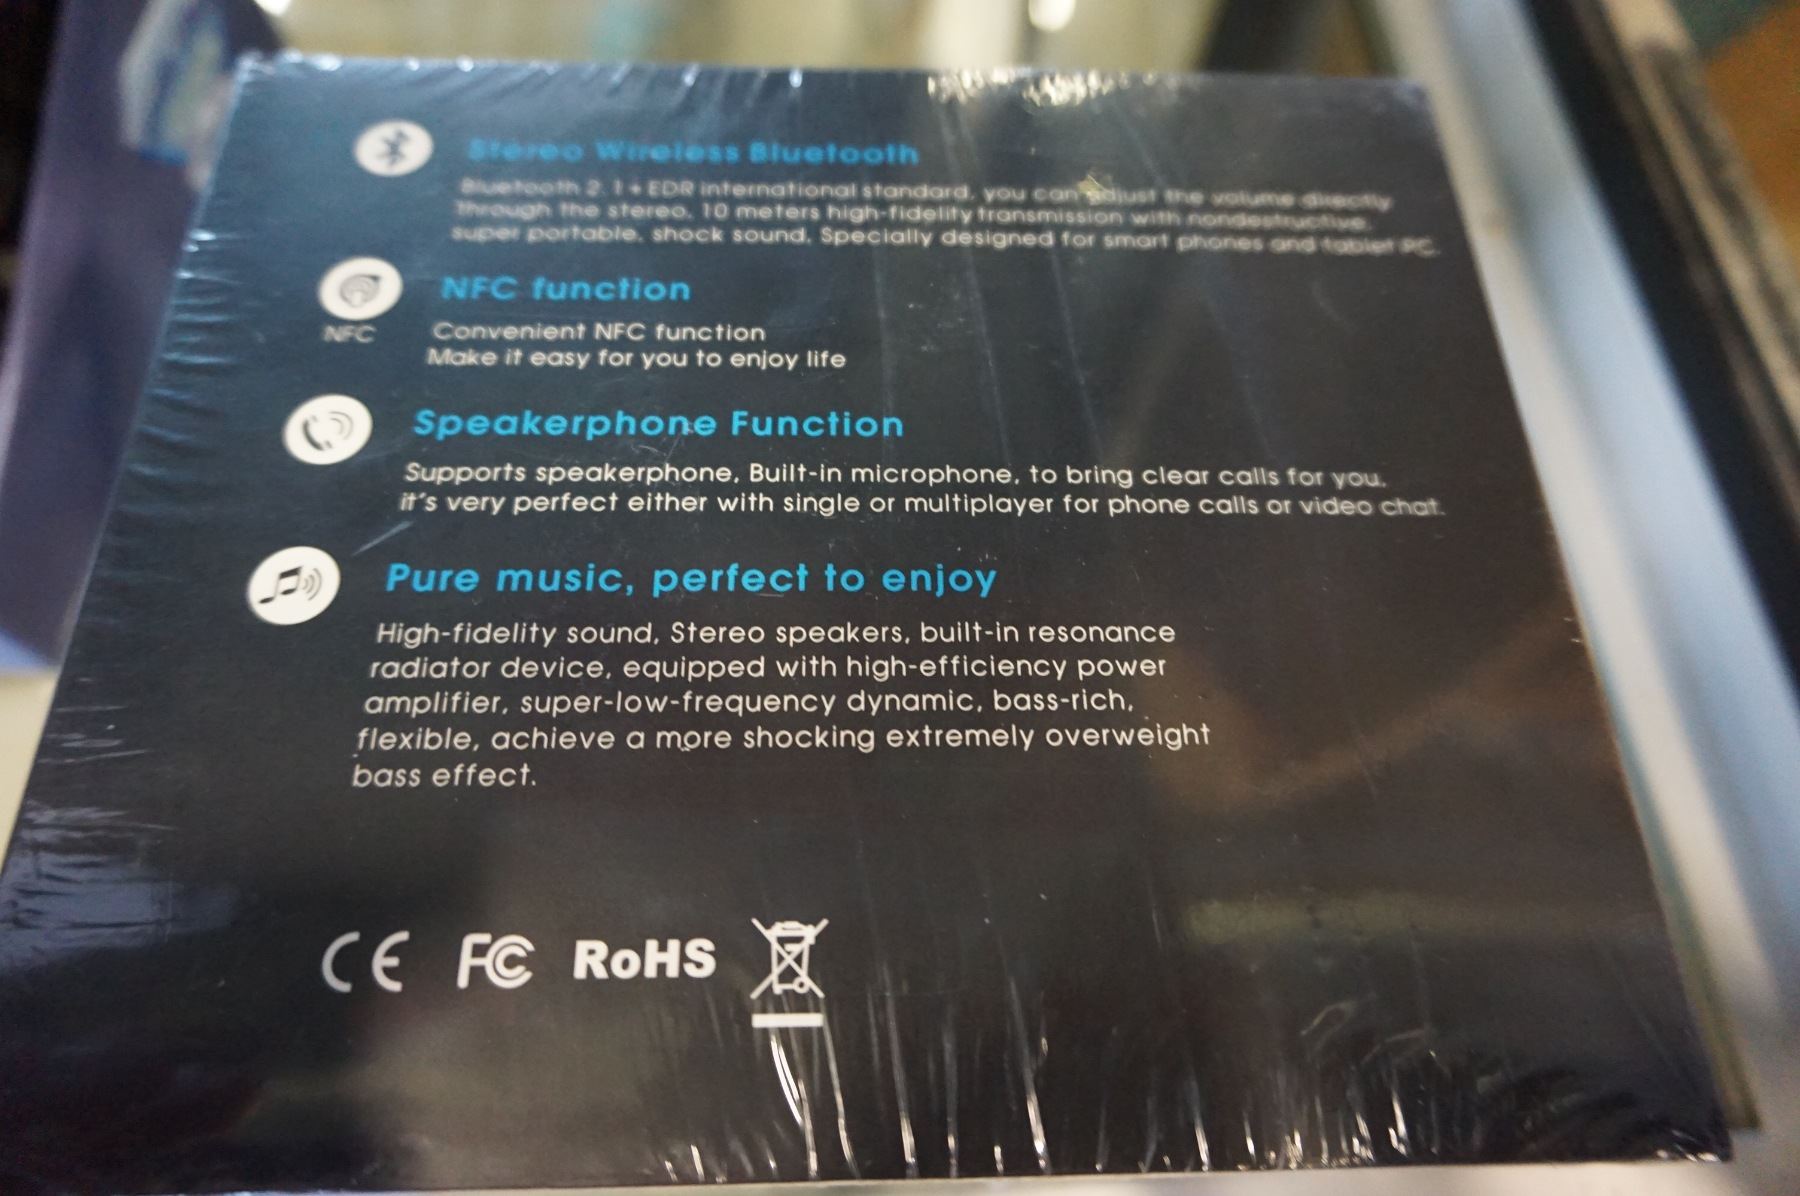 Stereo Wireless Bluetooth
Bluetooth 2.1+EDR international standard, you can adjust the volume directly
through the stereo, 10 meters high-fidelity transmission with nondestructive,
super portable, shock sound, Specially designed for smart phones and tablet PC.
NFC function
NFC
Convenient NFC function
Make it easy for you to enjoy life
Speakerphone Function
Supports speakerphone, Built-in microphone, to bring clear calls for you.
it's very perfect either with single or multiplayer for phone calls or video chat.
Pure music, perfect to enjoy
High-fidelity sound, Stereo speakers, built-in resonance
radiator device, equipped with high-efficiency power
amplifier, super-low-frequency dynamic, bass-rich,
flexible, achieve a more shocking extremely overweight
bass effect.
CE FC RoHS